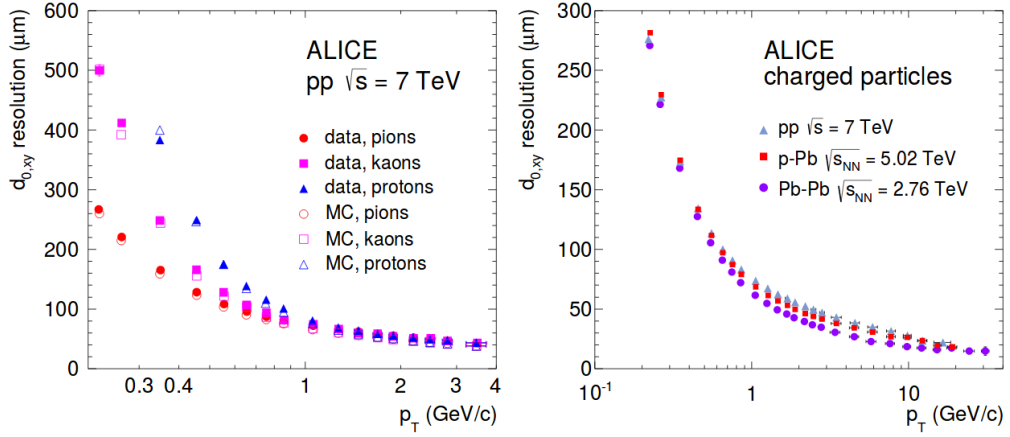 d0,xy resolution (μm)
600
500
400
300
200
100
0
ALICE
pp √s = 7 TeV
data, pions
data, kaons
data, protons
MC, pions
MC, kaons
MC, protons
0.3 0.4 1 2 3 4
pT (GeV/c)
d0,xy resolution (μm)
300
250
200
150
100
50
0
ALICE
charged particles
pp √s = 7 TeV
p-Pb √sNN = 5.02 TeV
Pb-Pb √sNN = 2.76 TeV
10-1 1 10
pT (GeV/c)